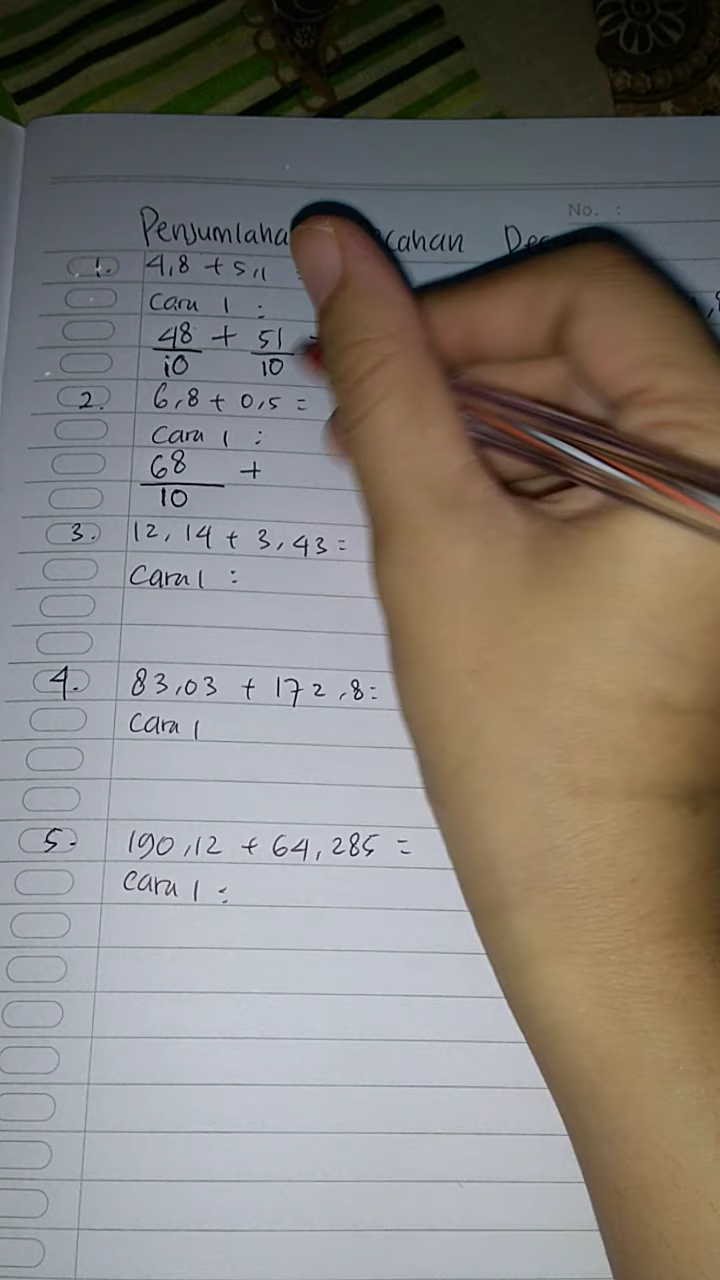 Penjumlaha cahan De
No. :
1. 4,8 + 5,1
Cara 1 :
48/10 + 51/10
2. 6,8 + 0,5 =
Cara 1 :
68/10 +
3. 12,14 + 3,43 =
Cara 1 :
4. 83,03 + 172,8 =
Cara 1
5. 190,12 + 64,285 =
Cara 1 :